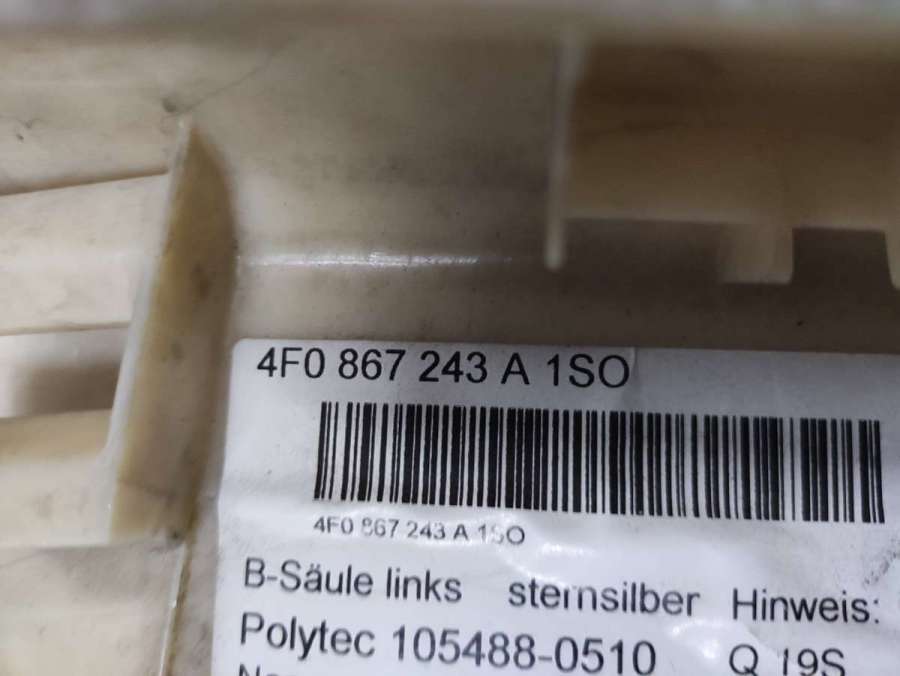 4F0 867 243 A 1SO
4F0 867 243 A 1SO
B-Säule links sternsilber Hinweis:
Polytec 105488-0510 Q 19S